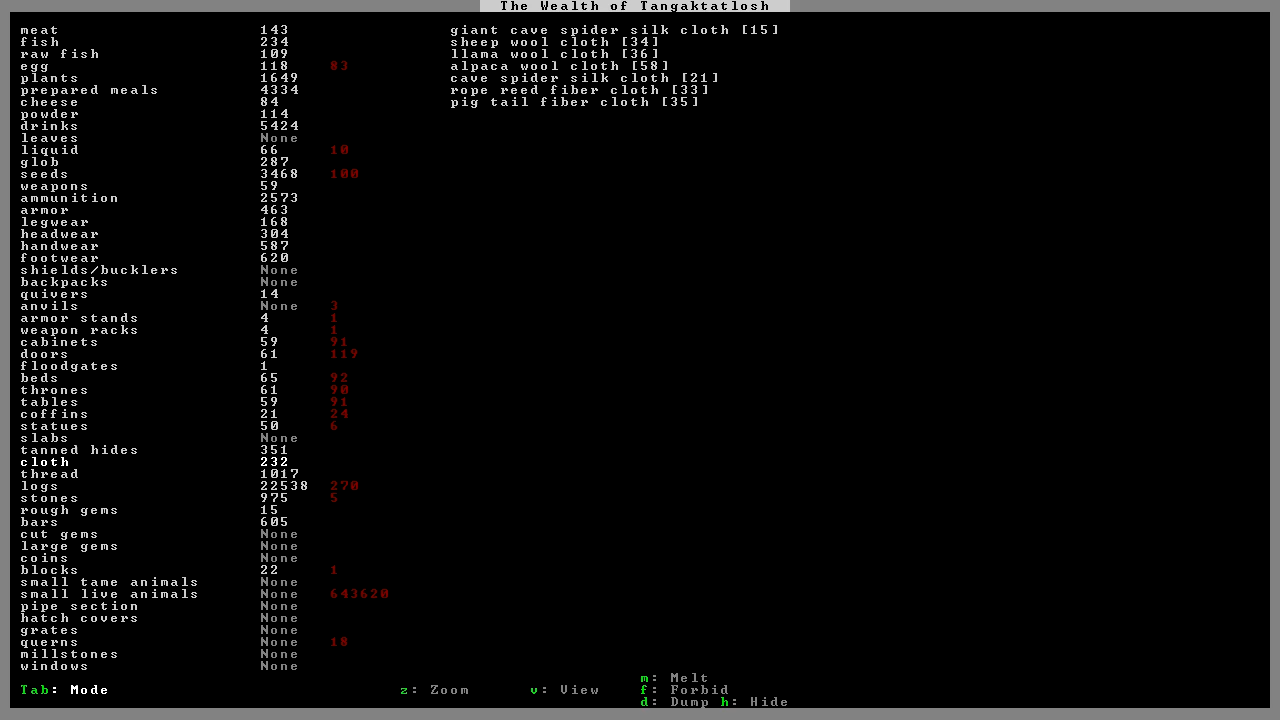 The Wealth of Tangaktatlosh
meat 143 giant cave spider silk cloth [15]
fish 234 sheep wool cloth [34]
raw fish 109 llama wool cloth [36]
egg 118 83 alpaca wool cloth [58]
plants 1649 cave spider silk cloth [21]
prepared meals 4334 rope reed fiber cloth [33]
cheese 84 pig tail fiber cloth [35]
powder 114
drinks 5424
leaves None
liquid 66 10
glob 287
seeds 3468 100
weapons 59
ammunition 2573
armor 463
legwear 168
headwear 304
handwear 587
footwear 620
shields/bucklers None
backpacks None
quivers 14
anvils None 3
armor stands 4 1
weapon racks 4 1
cabinets 59 91
doors 61 119
floodgates 1
beds 65 92
thrones 61 90
tables 59 91
coffins 21 24
statues 50 6
slabs None
tanned hides 351
cloth 232
thread 1017
logs 22538 270
stones 975 5
rough gems 15
bars 605
cut gems None
large gems None
coins None
blocks 22 1
small tame animals None
small live animals None 643620
pipe section None
hatch covers None
grates None
querns None 18
millstones None
windows None
m: Melt
Tab: Mode z: Zoom v: View f: Forbid
d: Dump h: Hide